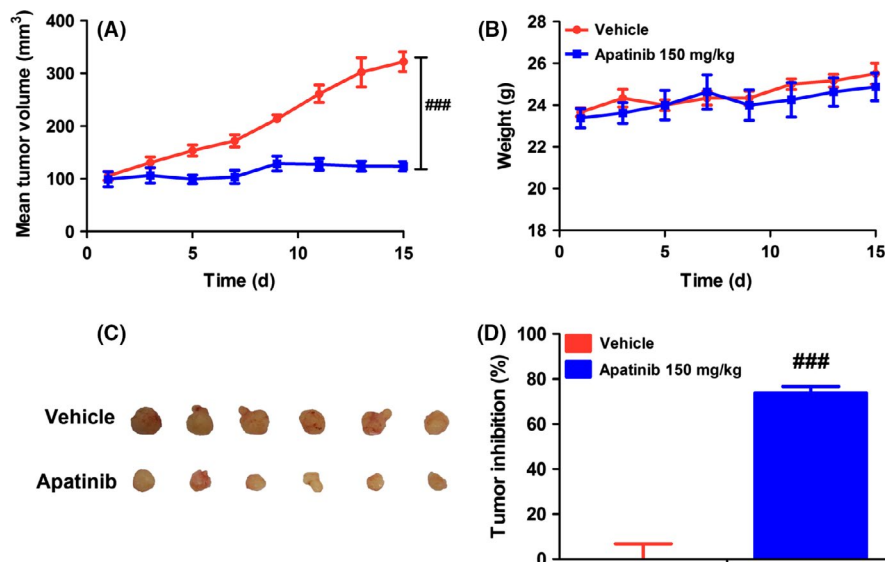 (A)
Mean tumor volume (mm³)
400
300
200
100
0
0
5
10
15
Time (d)
###
(B)
Vehicle
Apatinib 150 mg/kg
Weight (g)
28
26
24
22
20
18
0
5
10
15
Time (d)
(C)
Vehicle
Apatinib
(D)
Vehicle
Apatinib 150 mg/kg
Tumor inhibition (%)
100
80
60
40
20
0
###